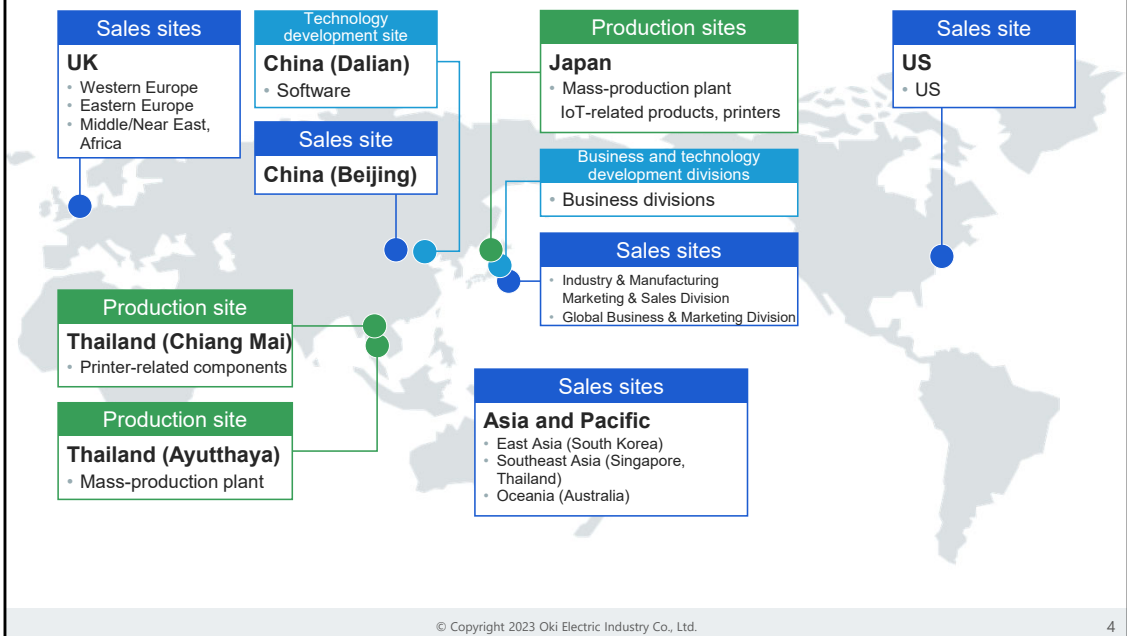 Sales sites
UK
• Western Europe
• Eastern Europe
• Middle/Near East,
Africa
Technology
development site
China (Dalian)
• Software
Sales site
China (Beijing)
Production sites
Japan
• Mass-production plant
IoT-related products, printers
Business and technology
development divisions
• Business divisions
Sales sites
• Industry & Manufacturing
Marketing & Sales Division
• Global Business & Marketing Division
Sales site
US
• US
Production site
Thailand (Chiang Mai)
• Printer-related components
Production site
Thailand (Ayutthaya)
• Mass-production plant
Sales sites
Asia and Pacific
• East Asia (South Korea)
• Southeast Asia (Singapore,
Thailand)
• Oceania (Australia)
© Copyright 2023 Oki Electric Industry Co., Ltd.
4